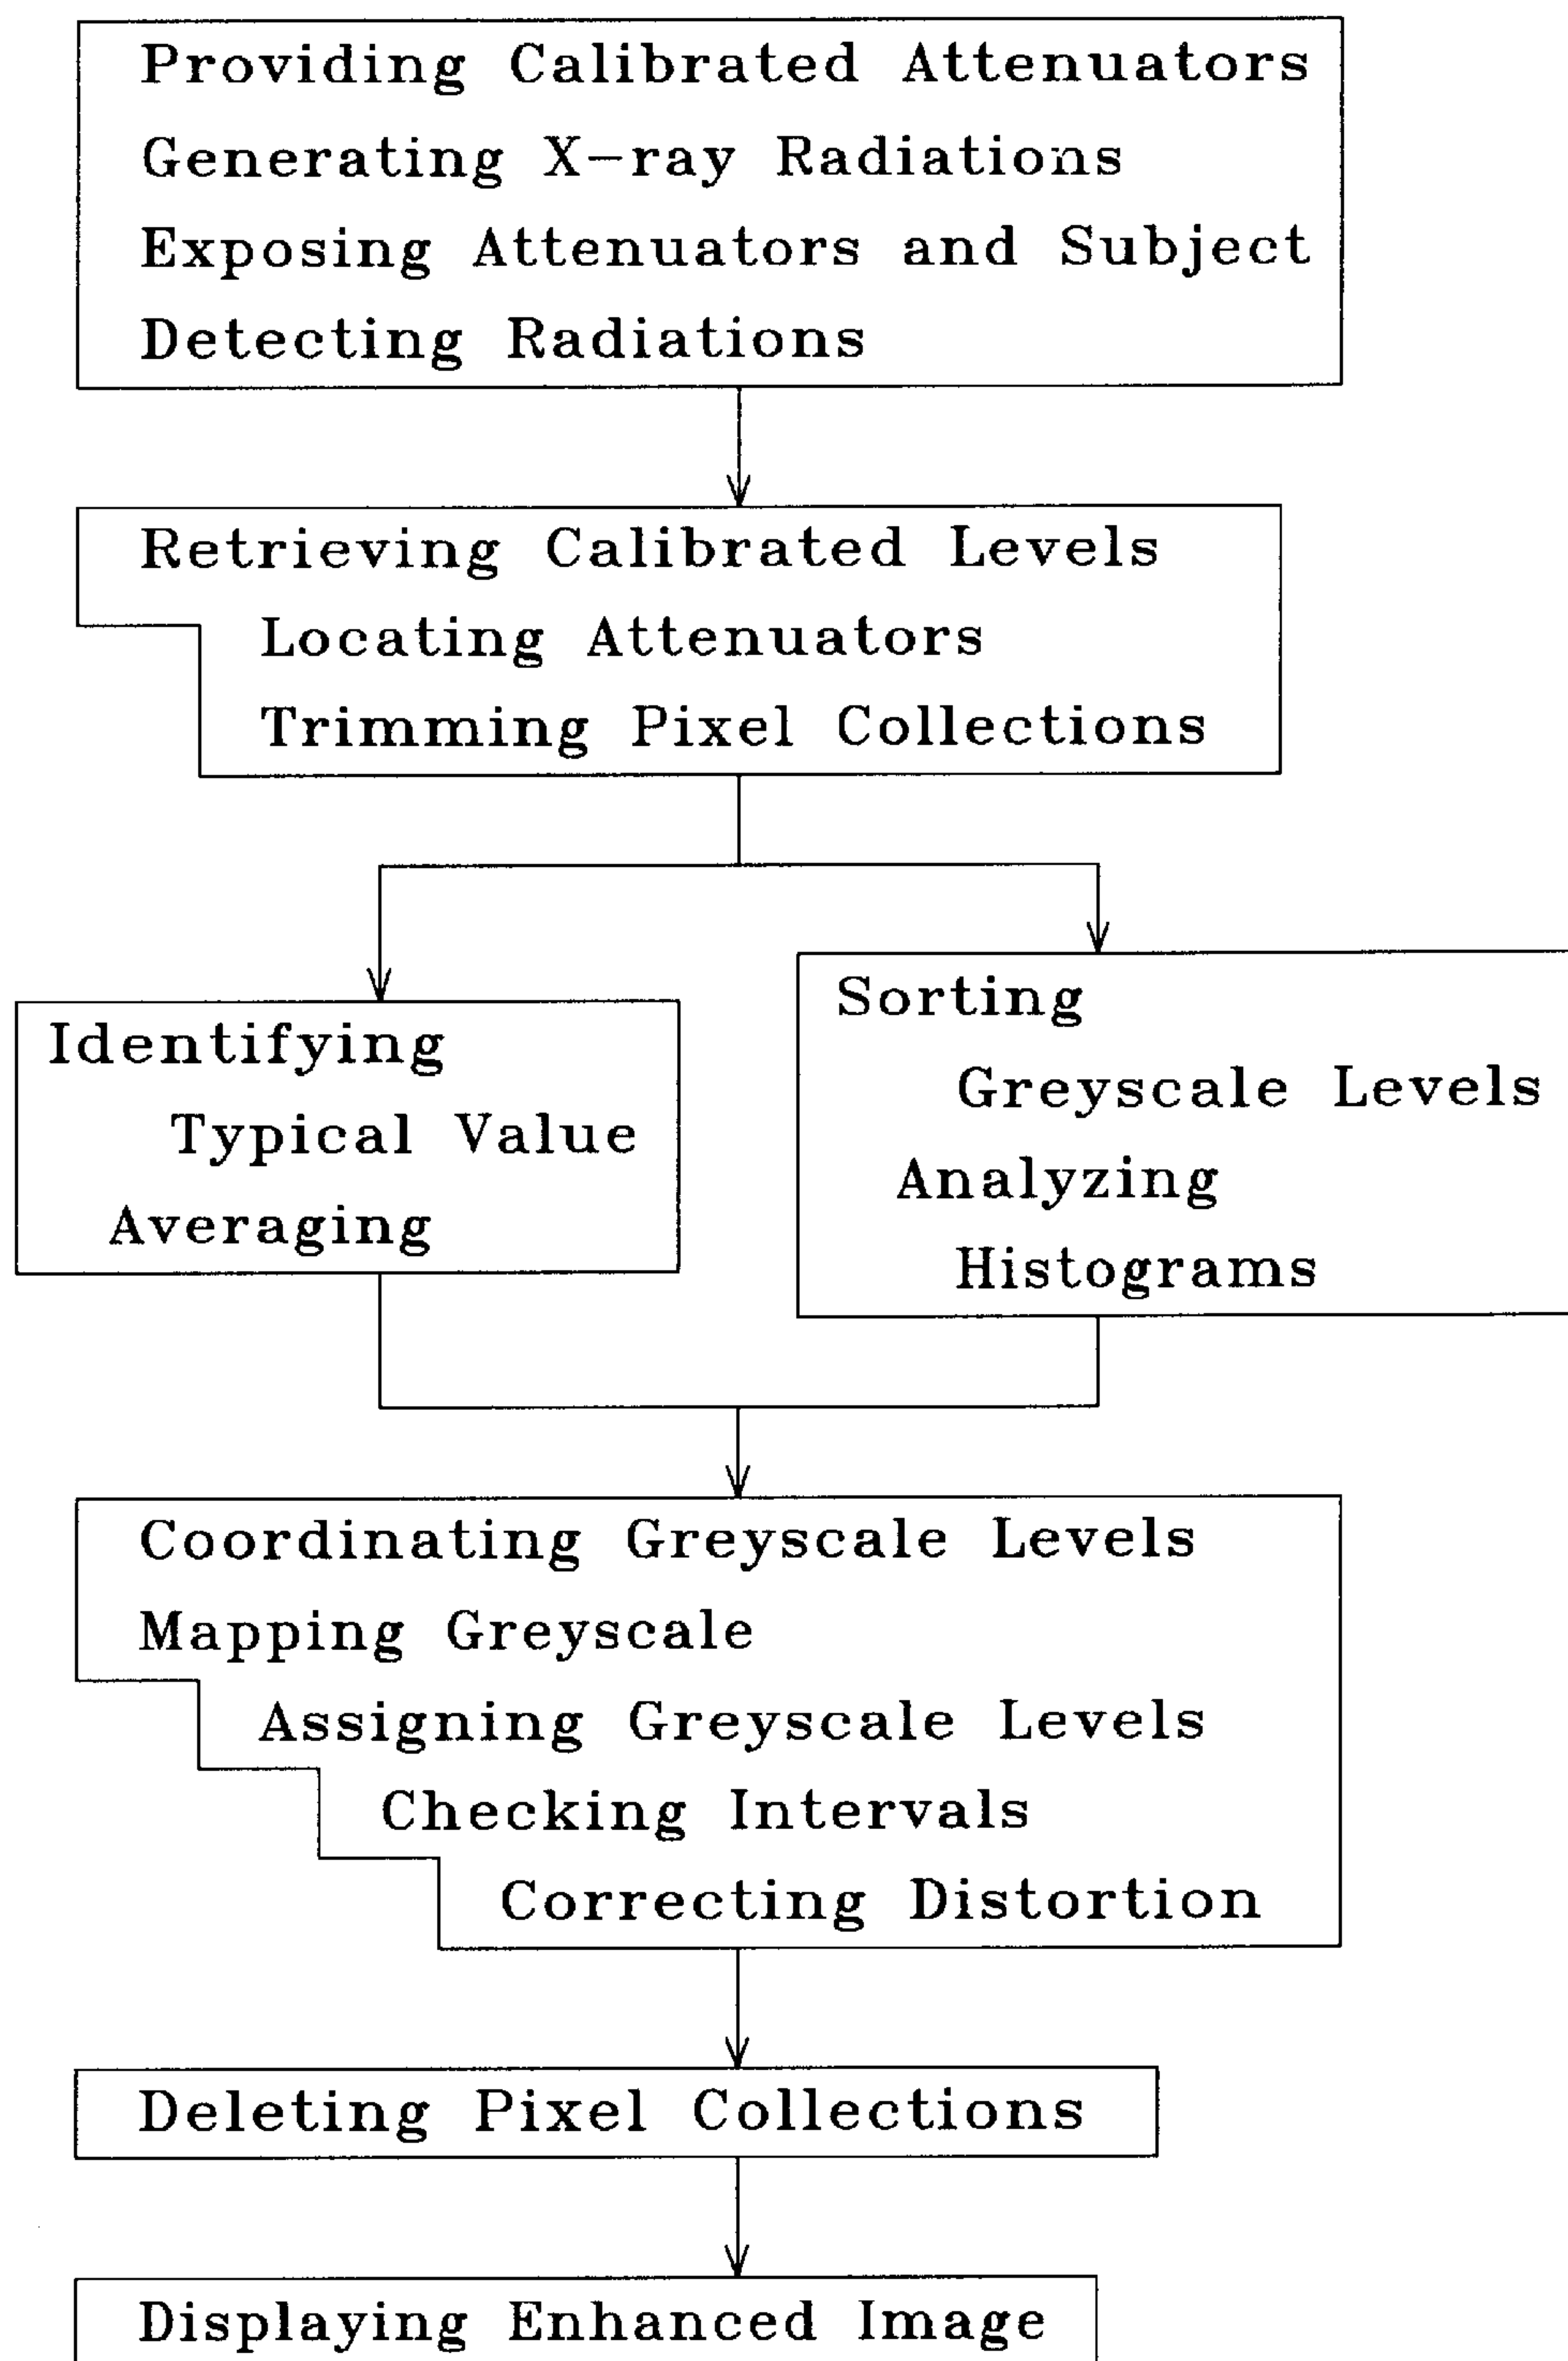 Providing Calibrated Attenuators
Generating X-ray Radiations
Exposing Attenuators and Subject
Detecting Radiations
Retrieving Calibrated Levels
Locating Attenuators
Trimming Pixel Collections
Identifying
Typical Value
Averaging
Sorting
Greyscale Levels
Analyzing
Histograms
Coordinating Greyscale Levels
Mapping Greyscale
Assigning Greyscale Levels
Checking Intervals
Correcting Distortion
Deleting Pixel Collections
Displaying Enhanced Image